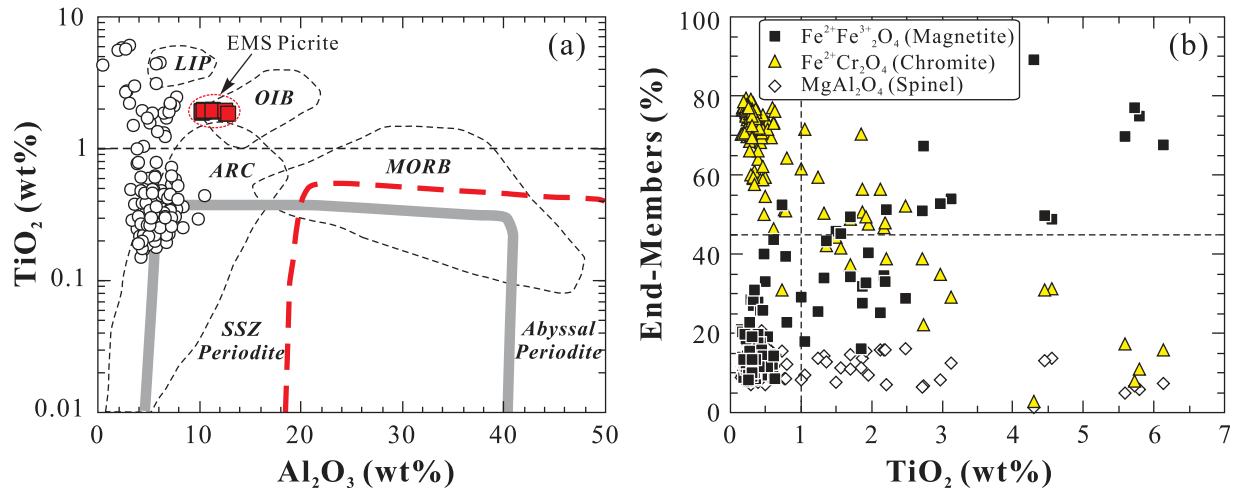 (a)
EMS Picrite
LIP
OIB
ARC
MORB
SSZ
Periodite
Abyssal
Periodite
TiO₂ (wt%)
10
1
0.1
0.01
0 10 20 30 40 50
Al₂O₃ (wt%)
(b)
Fe²⁺Fe³⁺₂O₄ (Magnetite)
Fe²⁺Cr₂O₄ (Chromite)
MgAl₂O₄ (Spinel)
End-Members (%)
100
80
60
40
20
0
0 1 2 3 4 5 6 7
TiO₂ (wt%)